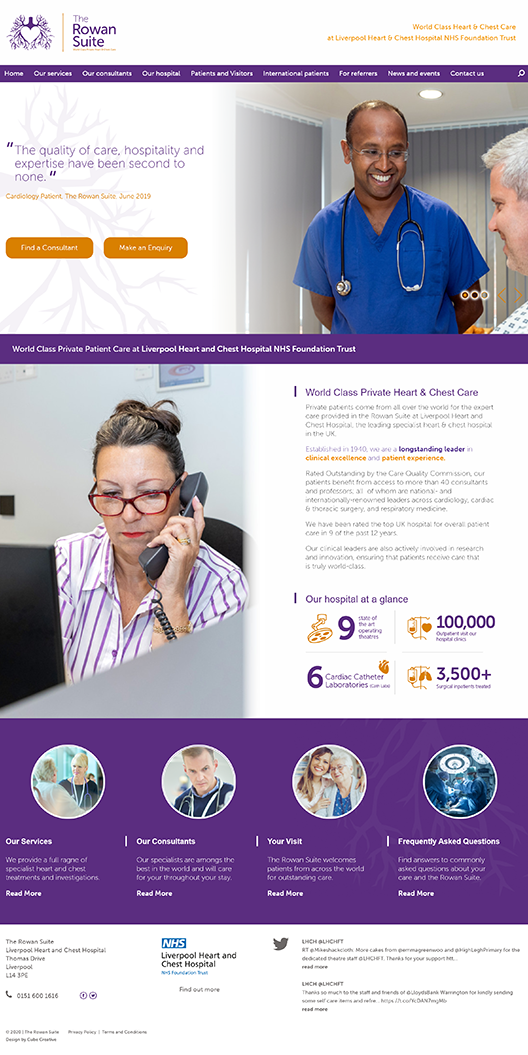 The
Rowan
Suite
World Class Heart & Chest Care
at Liverpool Heart & Chest Hospital NHS Foundation Trust
Home Our services Our consultants Our hospital Patients and Visitors International patients For referrers News and events Contact us
"The quality of care, hospitality and
expertise have been second to
none."
Cardiology Patient, The Rowan Suite, June 2019
Find a Consultant Make an Enquiry
World Class Private Patient Care at Liverpool Heart and Chest Hospital NHS Foundation Trust
World Class Private Heart & Chest Care
Private patients come from all over the world for the expert
care provided in the Rowan Suite at Liverpool Heart and
Chest Hospital, the leading specialist heart & chest hospital
in the UK.
Established in 1940, we are a longstanding leader in
clinical excellence and patient experience.
Rated Outstanding by the Care Quality Commission, our
patients benefit from access to more than 40 consultants
and professors; all of whom are national- and
internationally-renowned leaders across cardiology, cardiac
& thoracic surgery, and respiratory medicine.
We have been rated the top UK hospital for overall patient
care in 9 of the past 12 years.
Our clinical leaders are also actively involved in research
and innovation, ensuring that patients receive care that
is truly world-class.
Our hospital at a glance
9 state of
the art
operating
theatres
100,000
Outpatient visit our
hospital clinics
6 Cardiac Catheter
Laboratories (Cath Labs)
3,500+
Surgical inpatients treated
Our Services
We provide a full ragne of
specialist heart and chest
treatments and investigations.
Read More
Our Consultants
Our specialists are amongs the
best in the world and will care
for your throughout your stay.
Read More
Your Visit
The Rowan Suite welcomes
patients from across the world
for outstanding care.
Read More
Frequently Asked Questions
Find answers to commonly
asked questions about your
care and the Rowan Suite.
Read More
The Rowan Suite
Liverpool Heart and Chest Hospital
Thomas Drive
Liverpool
L14 3PE
0151 600 1616
NHS
Liverpool Heart and
Chest Hospital
NHS Foundation Trust
Find out more
LHCH @LHCHFT
RT @Mikeshackcloth: More cakes from @emmagreenwoo and @HighLeghPrimary for the
dedicated theatre staff @LHCHFT. Thanks for your support htt...
read more
LHCH @LHCHFT
Thanks so much to the staff and friends of @LloydsBank Warrington for kindly sending
some self care items and refre...
read more
© 2020 | The Rowan Suite Privacy Policy | Terms and Conditions
Design by Cube Creative